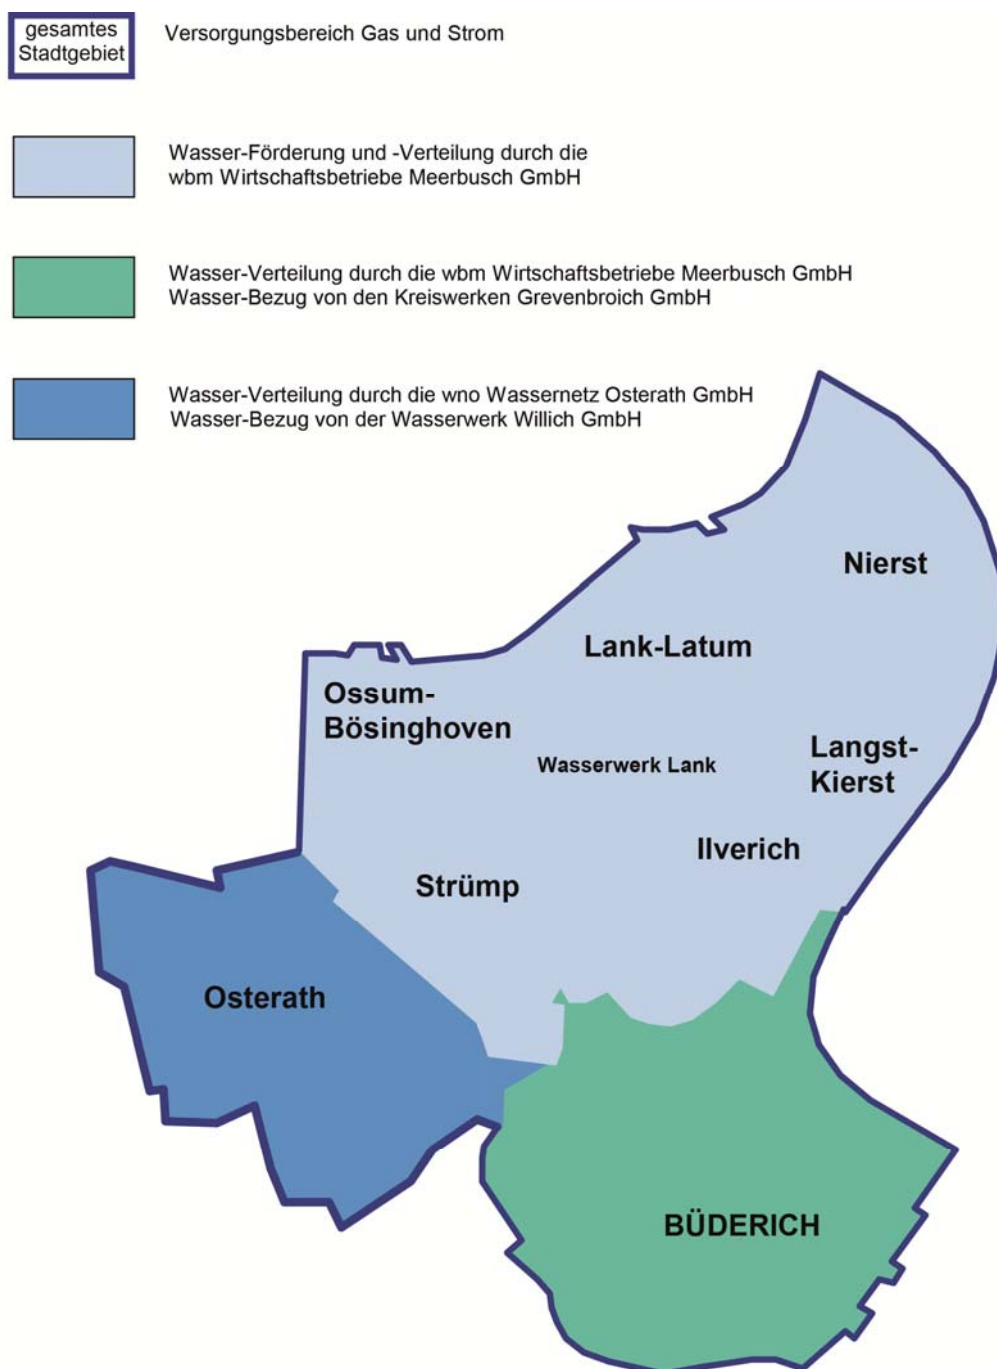 gesamtes
Stadtgebiet
Versorgungsbereich Gas und Strom
Wasser-Förderung und -Verteilung durch die
wbm Wirtschaftsbetriebe Meerbusch GmbH
Wasser-Verteilung durch die wbm Wirtschaftsbetriebe Meerbusch GmbH
Wasser-Bezug von den Kreiswerken Grevenbroich GmbH
Wasser-Verteilung durch die wno Wassernetz Osterath GmbH
Wasser-Bezug von der Wasserwerk Willich GmbH
Nierst
Lank-Latum
Ossum-
Bösinghoven
Wasserwerk Lank
Langst-
Kierst
Ilverich
Strümp
Osterath
BÜDERICH